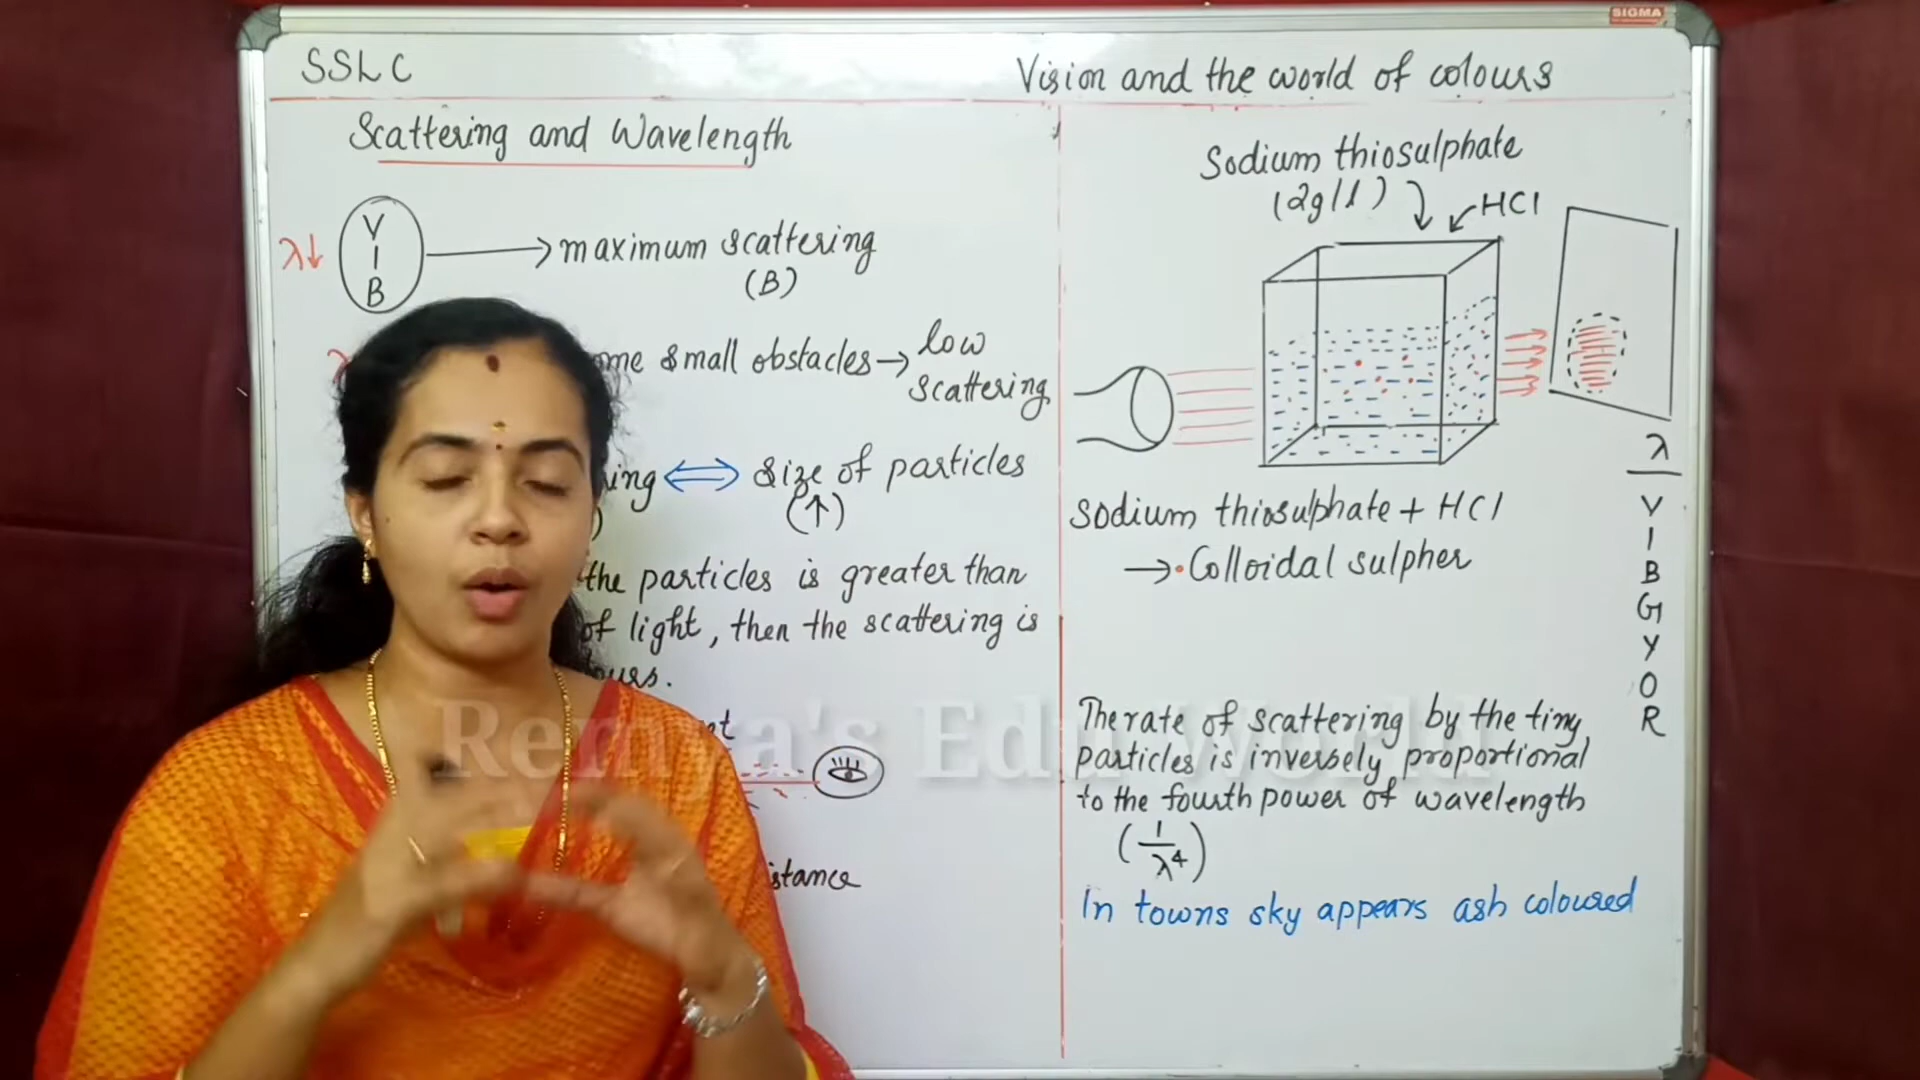 SIGMA
SSLC
Vision and the world of colours
Scattering and Wavelength
λ↓
V
I
B
→ maximum scattering
(B)
λ
small obstacles → low
scattering
⇔ size of particles
(↑)
the particles is greater than
of light, then the scattering is
Sodium thiosulphate
(2g/l)
HCl
Sodium thiosulphate + HCl
→ • Colloidal sulpher
λ
V
I
B
G
Y
O
R
The rate of scattering by the tiny
particles is inversely proportional
to the fourth power of wavelength
(1/λ⁴)
In towns sky appears ash coloured
Remya's Edu World